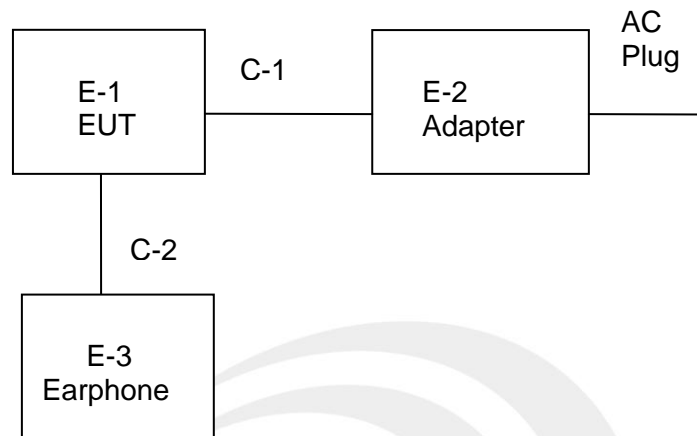 AC
Plug
C-1
E-1
EUT
E-2
Adapter
C-2
E-3
Earphone